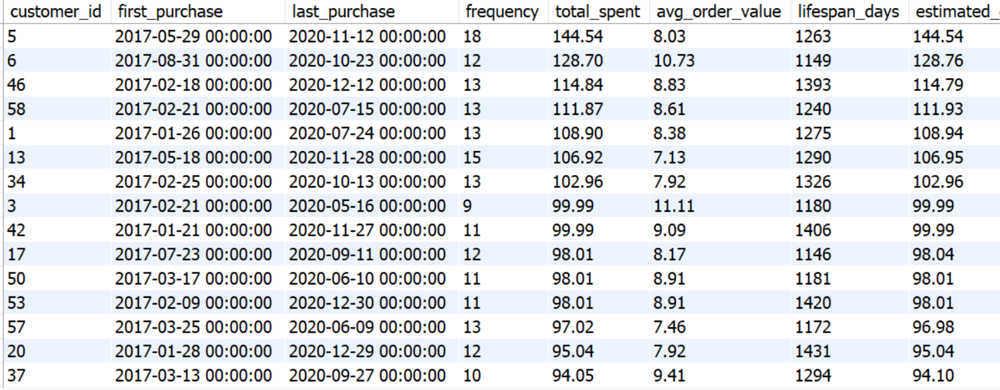 customer_id first_purchase last_purchase frequency total_spent avg_order_value lifespan_days estimated_
5 2017-05-29 00:00:00 2020-11-12 00:00:00 18 144.54 8.03 1263 144.54
6 2017-08-31 00:00:00 2020-10-23 00:00:00 12 128.70 10.73 1149 128.76
46 2017-02-18 00:00:00 2020-12-12 00:00:00 13 114.84 8.83 1393 114.79
58 2017-02-21 00:00:00 2020-07-15 00:00:00 13 111.87 8.61 1240 111.93
1 2017-01-26 00:00:00 2020-07-24 00:00:00 13 108.90 8.38 1275 108.94
13 2017-05-18 00:00:00 2020-11-28 00:00:00 15 106.92 7.13 1290 106.95
34 2017-02-25 00:00:00 2020-10-13 00:00:00 13 102.96 7.92 1326 102.96
3 2017-02-21 00:00:00 2020-05-16 00:00:00 9 99.99 11.11 1180 99.99
42 2017-01-21 00:00:00 2020-11-27 00:00:00 11 99.99 9.09 1406 99.99
17 2017-07-23 00:00:00 2020-09-11 00:00:00 12 98.01 8.17 1146 98.04
50 2017-03-17 00:00:00 2020-06-10 00:00:00 11 98.01 8.91 1181 98.01
53 2017-02-09 00:00:00 2020-12-30 00:00:00 11 98.01 8.91 1420 98.01
57 2017-03-25 00:00:00 2020-06-09 00:00:00 13 97.02 7.46 1172 96.98
20 2017-01-28 00:00:00 2020-12-29 00:00:00 12 95.04 7.92 1431 95.04
37 2017-03-13 00:00:00 2020-09-27 00:00:00 10 94.05 9.41 1294 94.10